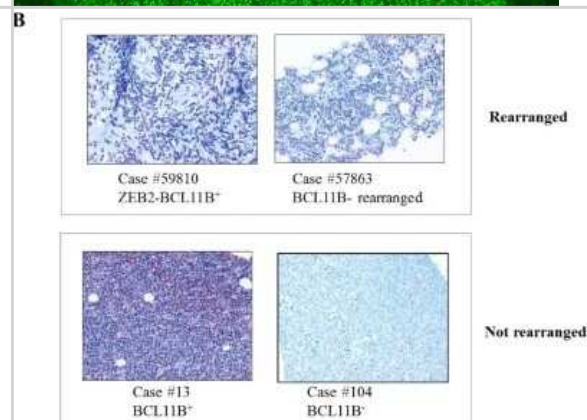 B
Case #59810
ZEB2-BCL11B⁺
Case #57863
BCL11B- rearranged
Rearranged
Case #13
BCL11B⁺
Case #104
BCL11B⁻
Not rearranged